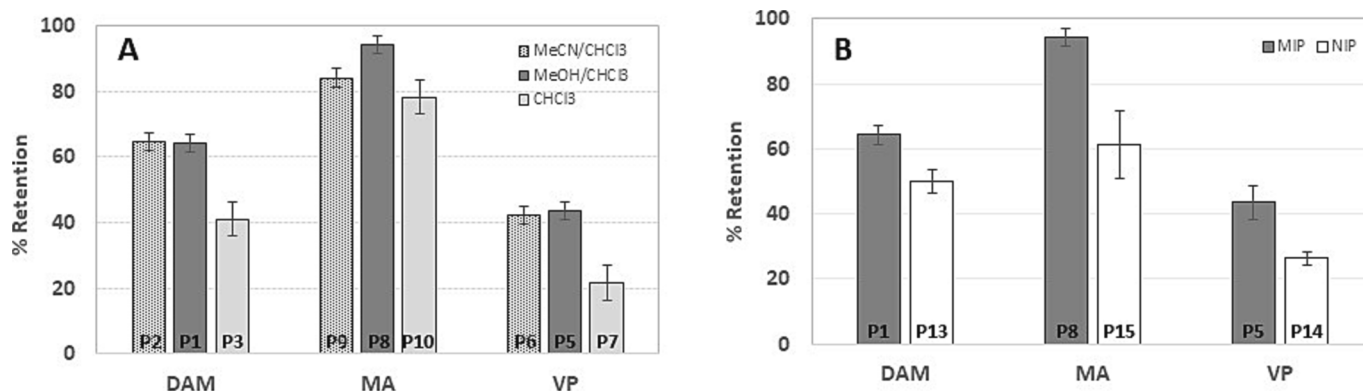 A
% Retention
100
80
60
40
20
0
MeCN/CHCl3
MeOH/CHCl3
CHCl3
P2 P1 P3 P9 P8 P10 P6 P5 P7
DAM MA VP
B
% Retention
100
80
60
40
20
0
MIP NIP
P1 P13 P8 P15 P5 P14
DAM MA VP